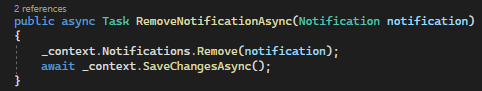 2 references
public async Task RemoveNotificationAsync(Notification notification)
{
_context.Notifications.Remove(notification);
await _context.SaveChangesAsync();
}